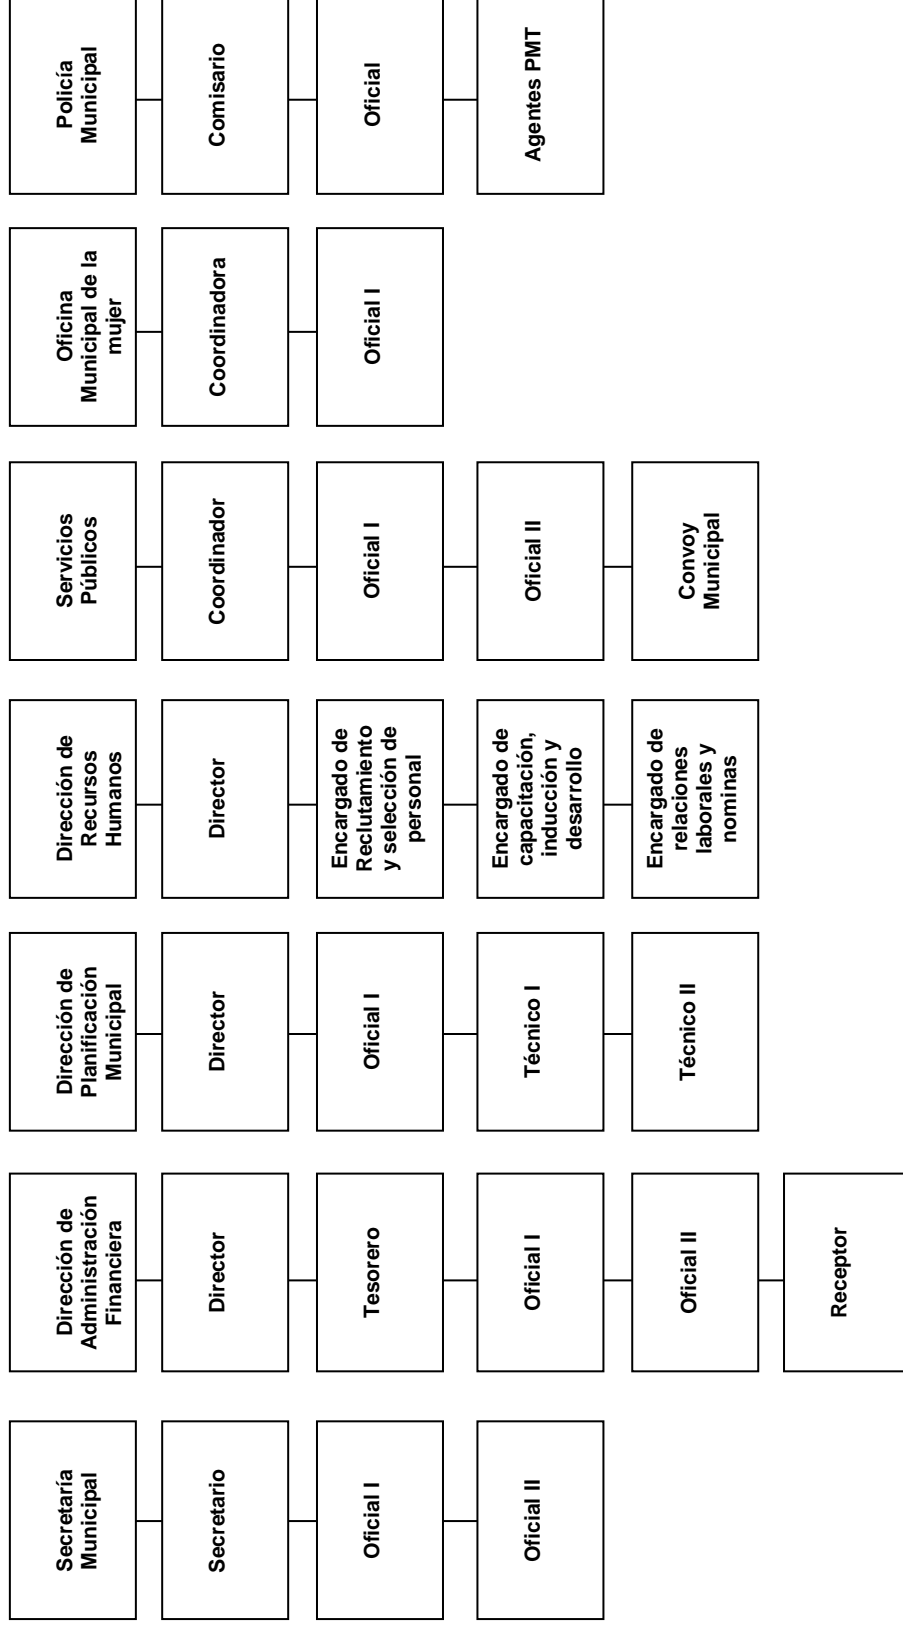 Secretaría
Municipal
Secretario
Oficial I
Oficial II
Dirección de
Administración
Financiera
Director
Tesorero
Oficial I
Oficial II
Receptor
Dirección de
Planificación
Municipal
Director
Oficial I
Técnico I
Técnico II
Dirección de
Recursos
Humanos
Director
Encargado de
Reclutamiento
y selección de
personal
Encargado de
capacitación,
inducción y
desarrollo
Encargado de
relaciones
laborales y
nominas
Servicios
Públicos
Coordinador
Oficial I
Oficial II
Convoy
Municipal
Oficina
Municipal de la
mujer
Coordinadora
Oficial I
Policía
Municipal
Comisario
Oficial
Agentes PMT